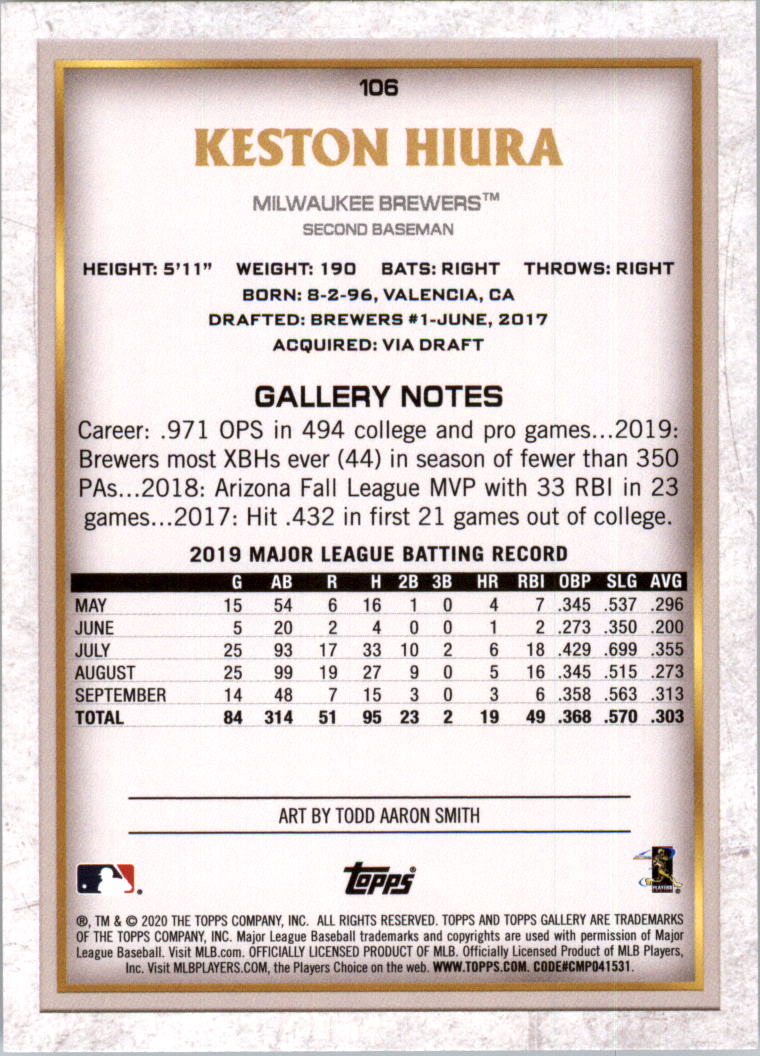 106
KESTON HIURA
MILWAUKEE BREWERS™
SECOND BASEMAN
HEIGHT: 5'11" WEIGHT: 190 BATS: RIGHT THROWS: RIGHT
BORN: 8-2-96, VALENCIA, CA
DRAFTED: BREWERS #1-JUNE, 2017
ACQUIRED: VIA DRAFT
GALLERY NOTES
Career: .971 OPS in 494 college and pro games...2019:
Brewers most XBHs ever (44) in season of fewer than 350
PAs...2018: Arizona Fall League MVP with 33 RBI in 23
games...2017: Hit .432 in first 21 games out of college.
2019 MAJOR LEAGUE BATTING RECORD
G AB R H 2B 3B HR RBI OBP SLG AVG
MAY 15 54 6 16 1 0 4 7 .345 .537 .296
JUNE 5 20 2 4 0 0 1 2 .273 .350 .200
JULY 25 93 17 33 10 2 6 18 .429 .699 .355
AUGUST 25 99 19 27 9 0 5 16 .345 .515 .273
SEPTEMBER 14 48 7 15 3 0 3 6 .358 .563 .313
TOTAL 84 314 51 95 23 2 19 49 .368 .570 .303
ART BY TODD AARON SMITH
®. topps® PLAYERS ®
®, TM & © 2020 THE TOPPS COMPANY, INC. ALL RIGHTS RESERVED. TOPPS AND TOPPS GALLERY ARE TRADEMARKS
OF THE TOPPS COMPANY, INC. Major League Baseball trademarks and copyrights are used with permission of Major
League Baseball. Visit MLB.com. OFFICIALLY LICENSED PRODUCT OF MLB. Officially Licensed Product of MLB Players,
Inc. Visit MLBPLAYERS.COM, the Players Choice on the web. WWW.TOPPS.COM. CODE#CMP041531.